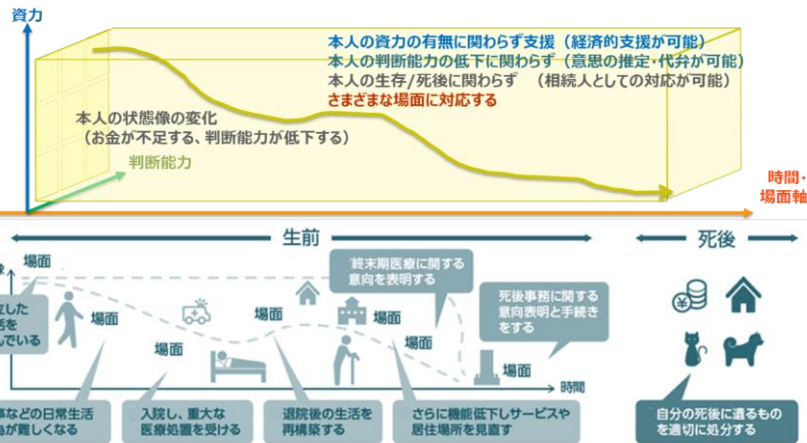 資力
本人の資力の有無に関わらず支援（経済的支援が可能）
本人の判断能力の低下に関わらず（意思の推定・代弁が可能）
本人の生存/死後に関わらず　（相続人としての対応が可能）
さまざまな場面に対応する
本人の状態像の変化
（お金が不足する、判断能力が低下する）
判断能力
時間・
場面軸
生前
死後
場面
場面
場面
場面
場面
場面
場面
終末期医療に関する
意向を表明する
死後事務に関する
意向表明と手続き
をする
した
を
でいる
時間
などの日常生活
が難しくなる
入院し、重大な
医療処置を受ける
退院後の生活を
再構築する
さらに機能低下しサービスや
居住場所を見直す
自分の死後に遺るもの
を適切に処分する